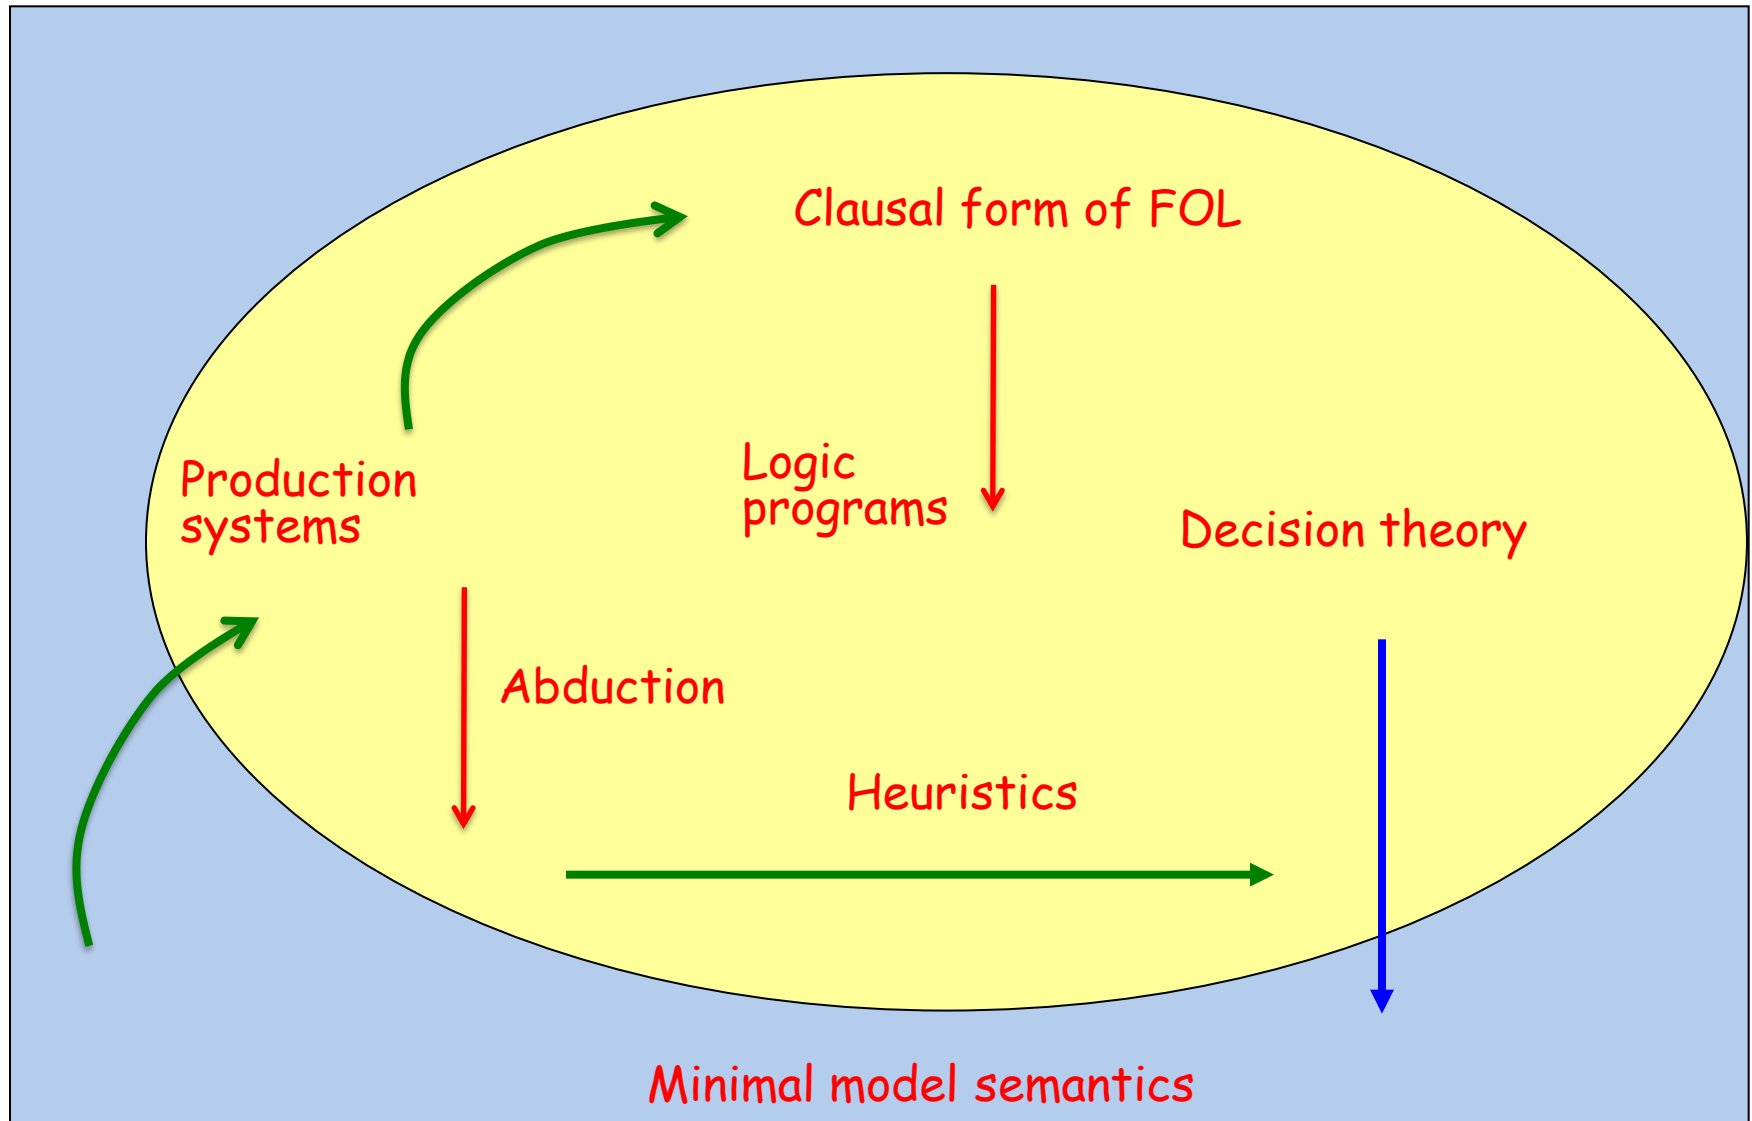 Clausal form of FOL
Logic
programs
Production
systems
Decision theory
Abduction
Heuristics
Minimal model semantics